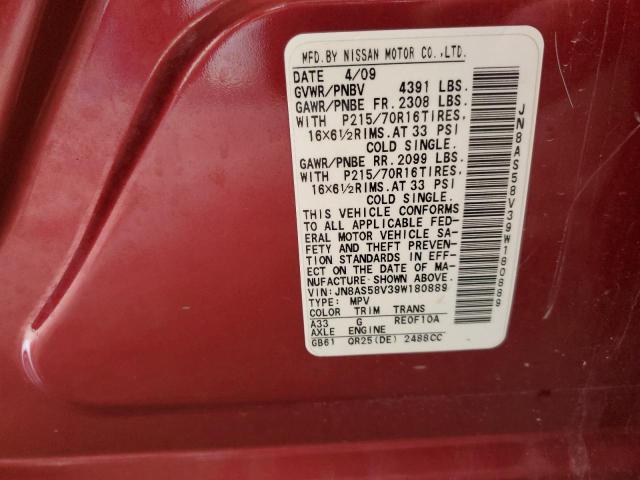 MFD.BY NISSAN MOTOR CO.,LTD.
DATE 4/09
GVWR/PNBV 4391 LBS.
GAWR/PNBE FR. 2308 LBS.
WITH P215/70R16TIRES,
16×6½RIMS.AT 33 PSI
COLD SINGLE.
GAWR/PNBE RR. 2099 LBS.
WITH P215/70R16TIRES,
16×6½RIMS.AT 33 PSI
COLD SINGLE.
THIS VEHICLE CONFORMS
TO ALL APPLICABLE FED-
ERAL MOTOR VEHICLE SA-
FETY AND THEFT PREVEN-
TION STANDARDS IN EFF-
ECT ON THE DATE OF MA-
NUFACTURE SHOWN ABOVE.
VIN: JN8AS58V39W180889
TYPE: MPV
COLOR TRIM TRANS
A33 G RE0F10A
AXLE ENGINE
GB61 QR25(DE) 2488CC
JN8AS58V39W180889